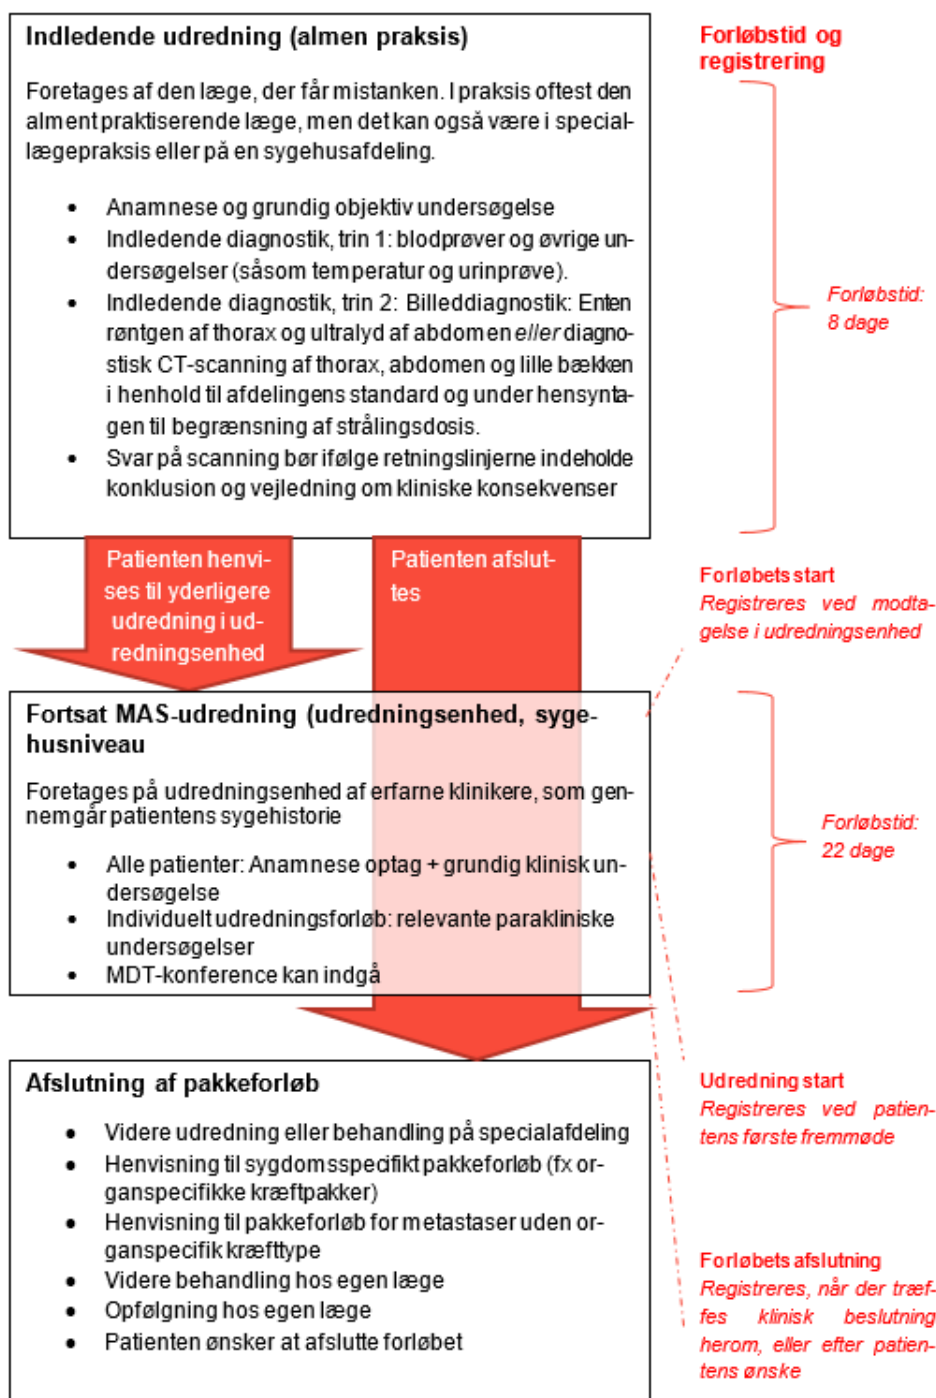 Indledende udredning (almen praksis)
Foretages af den læge, der får mistanken. I praksis oftest den
alment praktiserende læge, men det kan også være i special-
lægepraksis eller på en sygehusafdeling.
• Anamnese og grundig objektiv undersøgelse
• Indledende diagnostik, trin 1: blodprøver og øvrige un-
dersøgelser (såsom temperatur og urinprøve).
• Indledende diagnostik, trin 2: Billeddiagnostik: Enten
røntgen af thorax og ultralyd af abdomen eller diagno-
stisk CT-scanning af thorax, abdomen og lille bækken
i henhold til afdelingens standard og under hensynta-
gen til begrænsning af strålingsdosis.
• Svar på scanning bør ifølge retningslinjerne indeholde
konklusion og vejledning om kliniske konsekvenser
Forløbstid og
registrering
Forløbstid:
8 dage
Patienten henvi-
ses til yderligere
udredning i ud-
redningsenhed
Patienten afslut-
tes
Forløbets start
Registreres ved modta-
gelse i udredningsenhed
Fortsat MAS-udredning (udredningsenhed, syge-
husniveau
Foretages på udredningsenhed af erfarne klinikere, som gen-
nemgår patientens sygehistorie
• Alle patienter: Anamnese optag + grundig klinisk un-
dersøgelse
• Individuelt udredningsforløb: relevante parakliniske
undersøgelser
• MDT-konference kan indgå
Forløbstid:
22 dage
Afslutning af pakkeforløb
• Videre udredning eller behandling på specialafdeling
• Henvisning til sygdomsspecifikt pakkeforløb (fx or-
ganspecifikke kræftpakker)
• Henvisning til pakkeforløb for metastaser uden or-
ganspecifik kræfttype
• Videre behandling hos egen læge
• Opfølgning hos egen læge
• Patienten ønsker at afslutte forløbet
Udredning start
Registreres ved patien-
tens første fremmøde
Forløbets afslutning
Registreres, når der træf-
fes klinisk beslutning
herom, eller efter patien-
tens ønske